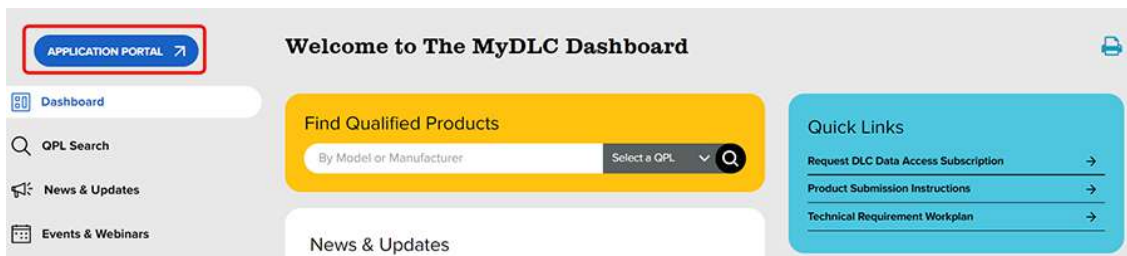 APPLICATION PORTAL
Welcome to The MyDLC Dashboard
Dashboard
QPL Search
News & Updates
Events & Webinars
Find Qualified Products
By Model or Manufacturer
Select a QPL
News & Updates
Quick Links
Request DLC Data Access Subscription
Product Submission Instructions
Technical Requirement Workplan